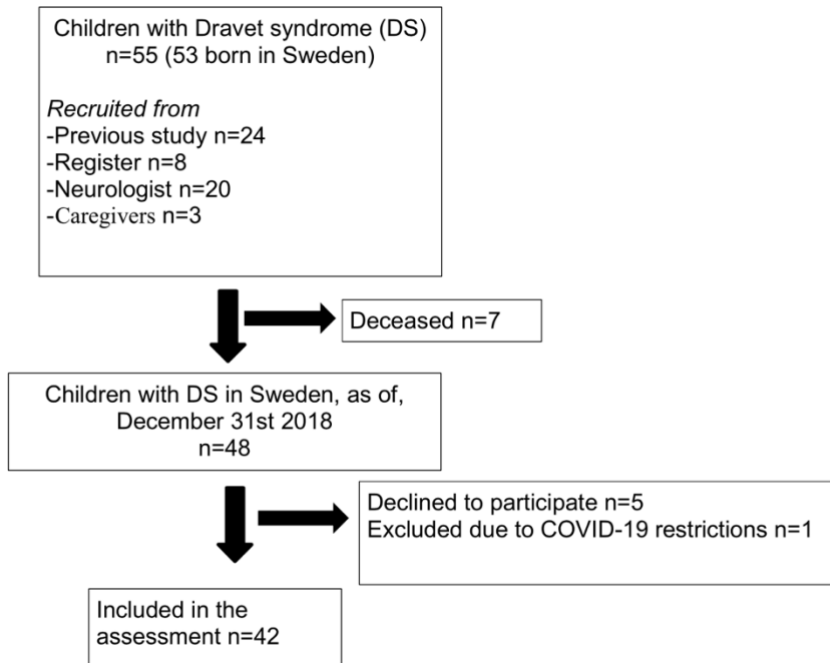 Children with Dravet syndrome (DS)
n=55 (53 born in Sweden)
Recruited from
-Previous study n=24
-Register n=8
-Neurologist n=20
-Caregivers n=3
Deceased n=7
Children with DS in Sweden, as of,
December 31st 2018
n=48
Declined to participate n=5
Excluded due to COVID-19 restrictions n=1
Included in the
assessment n=42